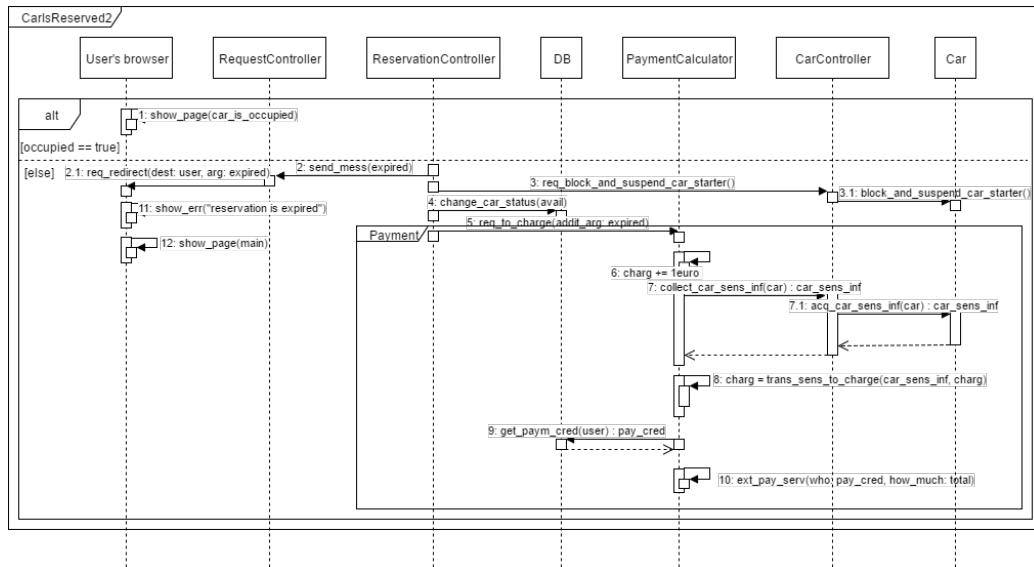 CarIsReserved2
User's browser
RequestController
ReservationController
DB
PaymentCalculator
CarController
Car
alt
1: show_page(car_is_occupied)
[occupied == true]
[else]
2: send_mess(expired)
2.1: req_redirect(dest: user, arg: expired)
3: req_block_and_suspend_car_starter()
3.1: block_and_suspend_car_starter()
4: change_car_status(avail)
11: show_err("reservation is expired")
5: req_to_charge(addit_arg: expired)
Payment
12: show_page(main)
6: charg += 1euro
7: collect_car_sens_inf(car) : car_sens_inf
7.1: acq_car_sens_inf(car) : car_sens_inf
8: charg = trans_sens_to_charge(car_sens_inf, charg)
9: get_paym_cred(user) : pay_cred
10: ext_pay_serv(who: pay_cred, how_much: total)